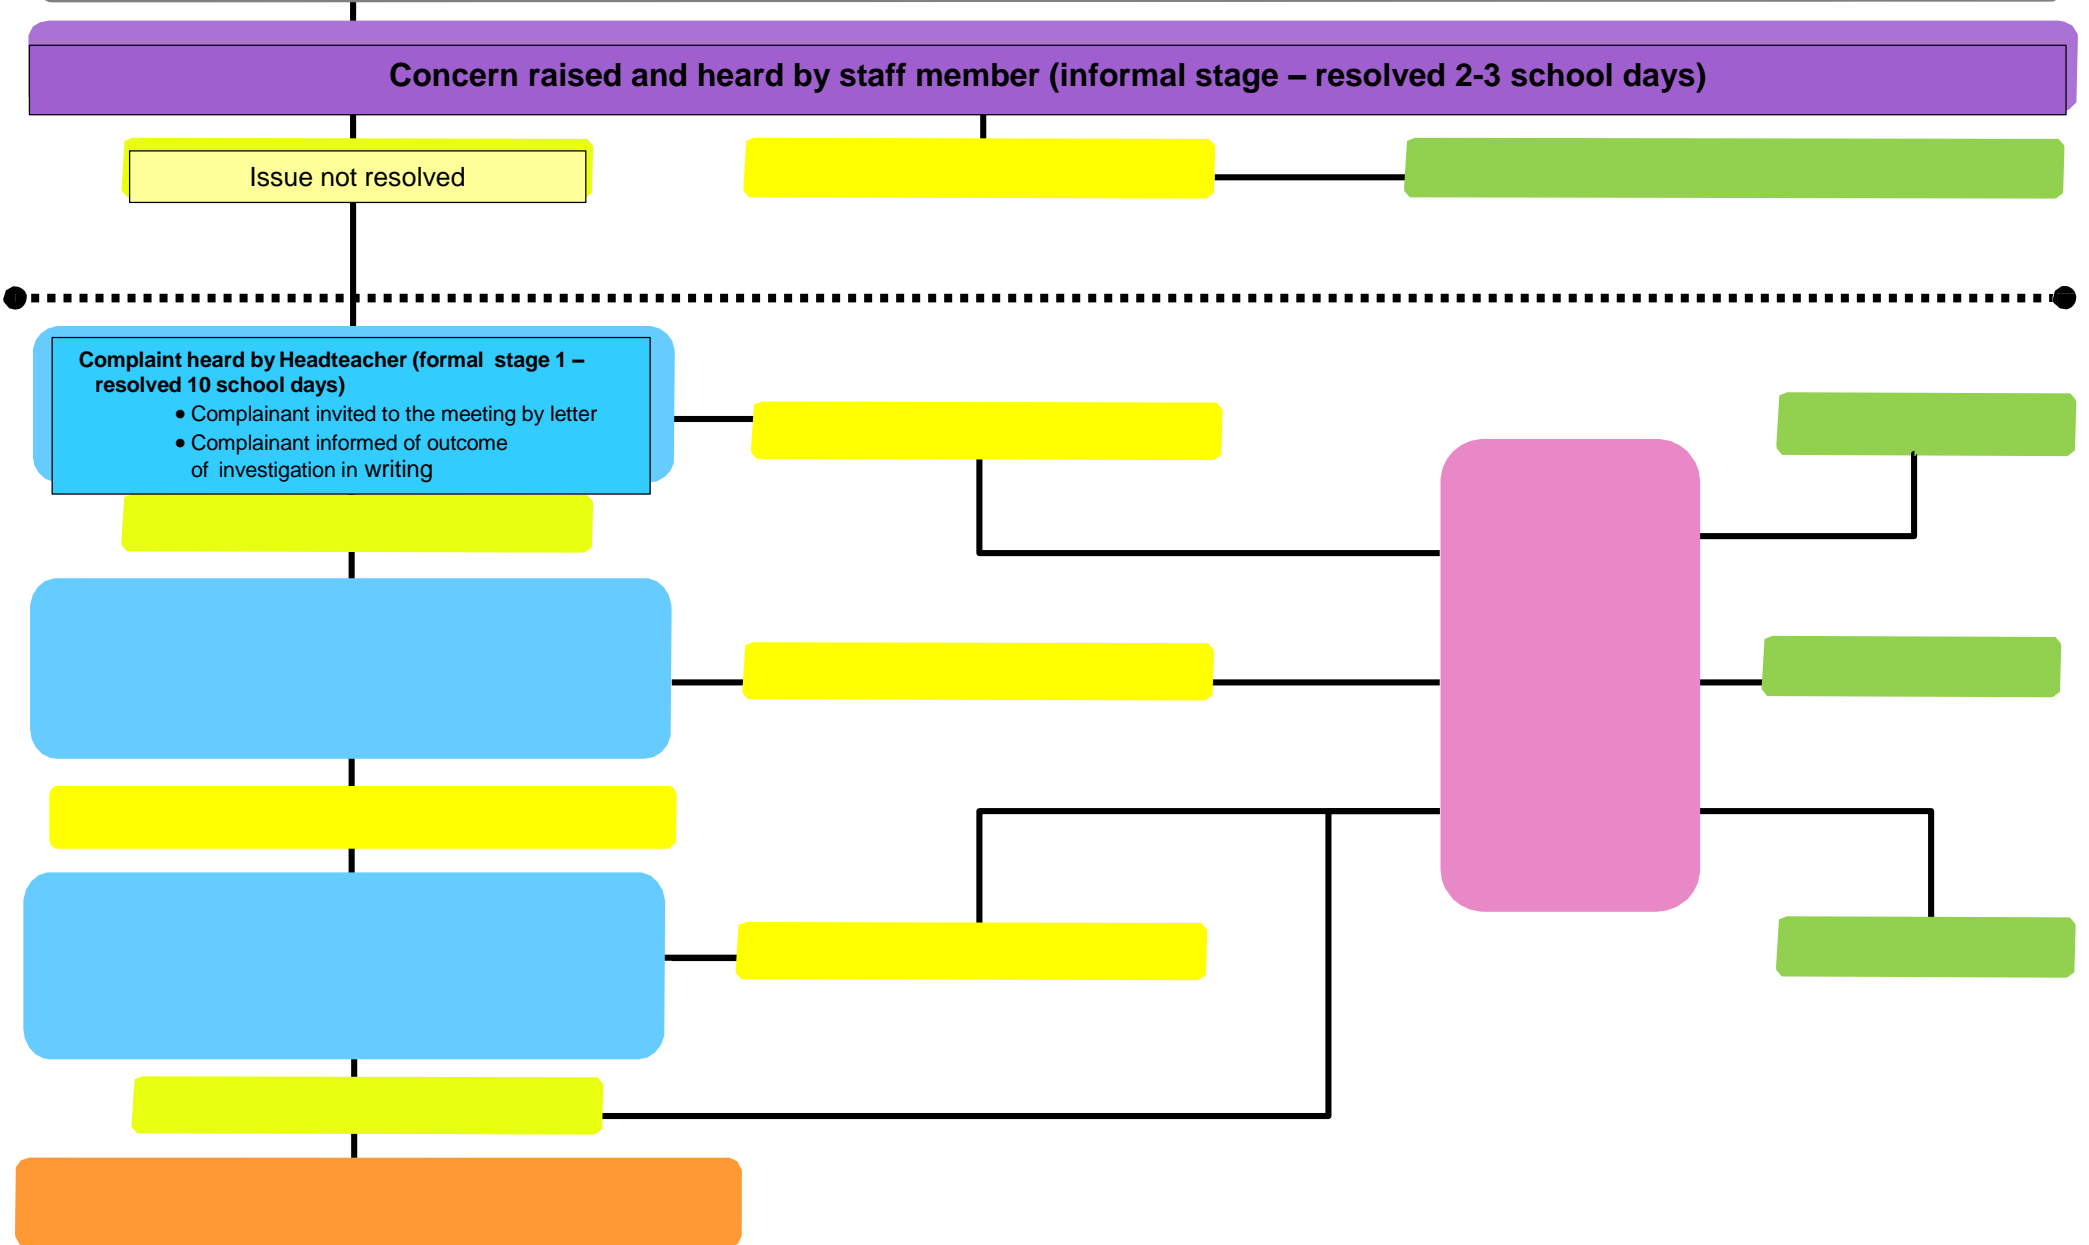 Concern raised and heard by staff member (informal stage – resolved 2-3 school days)
Issue not resolved
Complaint heard by Headteacher (formal stage 1 –
resolved 10 school days)
• Complainant invited to the meeting by letter
• Complainant informed of outcome
of investigation in writing